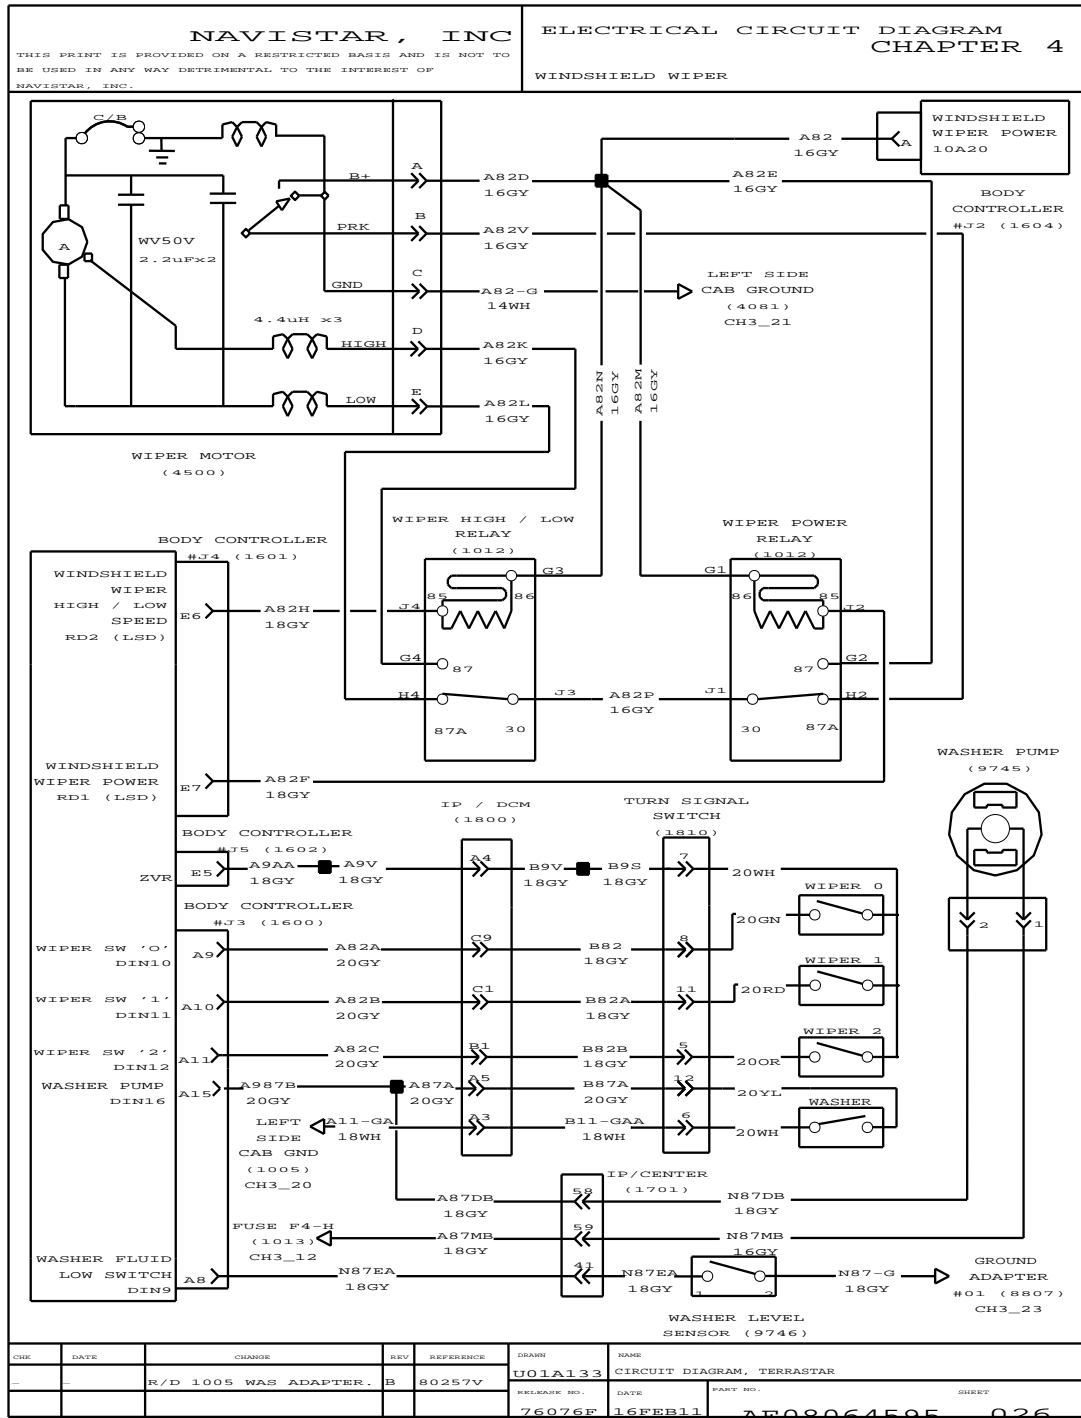 NAVISTAR, INC
THIS PRINT IS PROVIDED ON A RESTRICTED BASIS AND IS NOT TO
BE USED IN ANY WAY DETRIMENTAL TO THE INTEREST OF
NAVISTAR, INC.
ELECTRICAL CIRCUIT DIAGRAM
CHAPTER 4
WINDSHIELD WIPER
C/B
A
WV50V
2.2uFx2
4.4uH x3
B+
PRK
GND
HIGH
LOW
A
B
C
D
E
WIPER MOTOR
(4500)
A82D
16GY
A82V
16GY
A82-G
14WH
A82K
16GY
A82L
16GY
A82
16GY
A82E
16GY
A
WINDSHIELD
WIPER POWER
10A20
BODY
CONTROLLER
#J2 (1604)
LEFT SIDE
CAB GROUND
(4081)
CH3_21
A82N
16GY
A82M
16GY
WIPER HIGH / LOW
RELAY
(1012)
G3
85
86
J4
G4
87
H4
87A
30
WIPER POWER
RELAY
(1012)
G1
86
85
J2
87
G2
J1
H2
30
87A
J3
A82P
16GY
BODY CONTROLLER
#J4 (1601)
WINDSHIELD
WIPER
HIGH / LOW
SPEED
RD2 (LSD)
E6
A82H
18GY
WINDSHIELD
WIPER POWER
RD1 (LSD)
E7
A82F
18GY
WASHER PUMP
(9745)
2
1
IP / DCM
(1800)
TURN SIGNAL
SWITCH
(1810)
BODY CONTROLLER
#J5 (1602)
ZVR
E5
A9AA
18GY
A9V
18GY
A4
B9V
18GY
B9S
18GY
7
20WH
WIPER 0
20GN
BODY CONTROLLER
#J3 (1600)
WIPER SW '0'
DIN10
A9
A82A
20GY
C9
B82
18GY
8
WIPER 1
20RD
WIPER SW '1'
DIN11
A10
A82B
20GY
C1
B82A
18GY
11
WIPER 2
20OR
WIPER SW '2'
DIN12
A11
A82C
20GY
B1
B82B
18GY
5
WASHER PUMP
DIN16
A15
A987B
20GY
A87A
20GY
A5
B87A
20GY
12
20YL
WASHER
LEFT
SIDE
CAB GND
(1005)
CH3_20
A11-GA
18WH
A3
B11-GAA
18WH
6
20WH
IP/CENTER
(1701)
A87DB
18GY
58
N87DB
18GY
FUSE F4-H
(1013)
CH3_12
A87MB
18GY
59
N87MB
16GY
WASHER FLUID
LOW SWITCH
DIN9
A8
N87EA
18GY
41
N87EA
18GY
1
2
N87-G
18GY
GROUND
ADAPTER
#01 (8807)
CH3_23
WASHER LEVEL
SENSOR (9746)
CHK
DATE
CHANGE
REV
REFERENCE
DRAWN
NAME
–
–
R/D 1005 WAS ADAPTER.
B
80257V
U01A133
CIRCUIT DIAGRAM, TERRASTAR
RELEASE NO.
DATE
PART NO.
SHEET
76076F
16FEB11
AE08064595
026